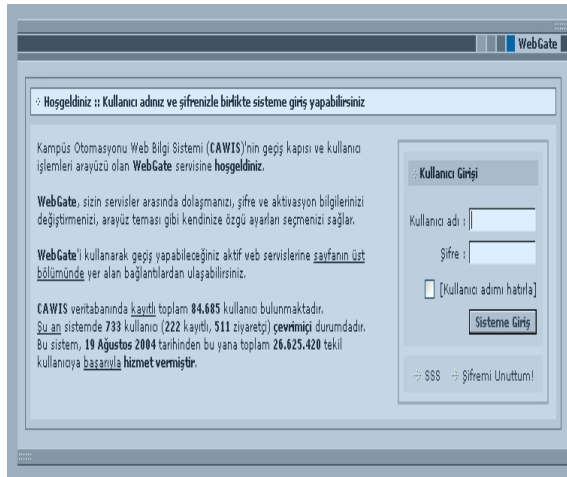 WebGate
Hoşgeldiniz :: Kullanıcı adınız ve şifrenizle birlikte sisteme giriş yapabilirsiniz
Kampüs Otomasyonu Web Bilgi Sistemi (CAWIS)'nin geçiş kapısı ve kullanıcı
işlemleri arayüzü olan WebGate servisine hoşgeldiniz.
WebGate, sizin servisler arasında dolaşmanızı, şifre ve aktivasyon bilgilerinizi
değiştirmenizi, arayüz teması gibi kendinize özgü ayarları seçmenizi sağlar.
WebGate'i kullanarak geçiş yapabileceğiniz aktif web servislerine sayfanın üst
bölümünde yer alan bağlantılardan ulaşabilirsiniz.
CAWIS veritabanında kayıtlı toplam 84.685 kullanıcı bulunmaktadır.
Şu an sistemde 733 kullanıcı (222 kayıtlı, 511 ziyaretçi) çevrimiçi durumdadır.
Bu sistem, 19 Ağustos 2004 tarihinden bu yana toplam 26.625.420 tekil
kullanıcıya başarıyla hizmet vermiştir.
Kullanıcı Girişi
Kullanıcı adı :
Şifre :
[Kullanıcı adımı hatırla]
Sisteme Giriş
SSS Şifremi Unuttum!